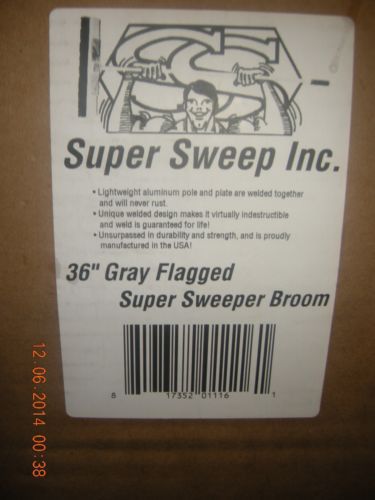 Super Sweep Inc.
• Lightweight aluminum pole and plate are welded together
and will never rust.
• Unique welded design makes it virtually indestructible
and weld is guaranteed for life!
• Unsurpassed in durability and strength, and is proudly
manufactured in the USA!
36" Gray Flagged
Super Sweeper Broom
8 17352 01116 1
12.06.2014 00:38